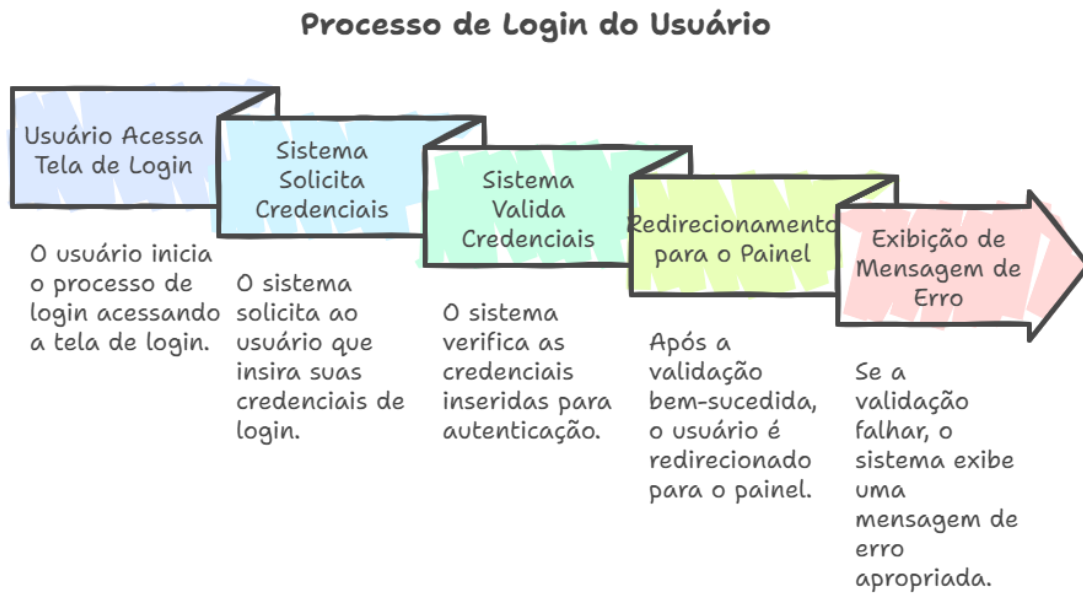 Processo de Login do Usuário
Usuário Acessa
Tela de Login
O usuário inicia
o processo de
login acessando
a tela de login.
Sistema
Solicita
Credenciais
O sistema
solicita ao
usuário que
insira suas
credenciais de
login.
Sistema
Valida
Credenciais
O sistema
verifica as
credenciais
inseridas para
autenticação.
Redirecionamento
para o Painel
Após a
validação
bem-sucedida,
o usuário é
redirecionado
para o painel.
Exibição de
Mensagem de
Erro
Se a
validação
falhar, o
sistema exibe
uma
mensagem de
erro
apropriada.